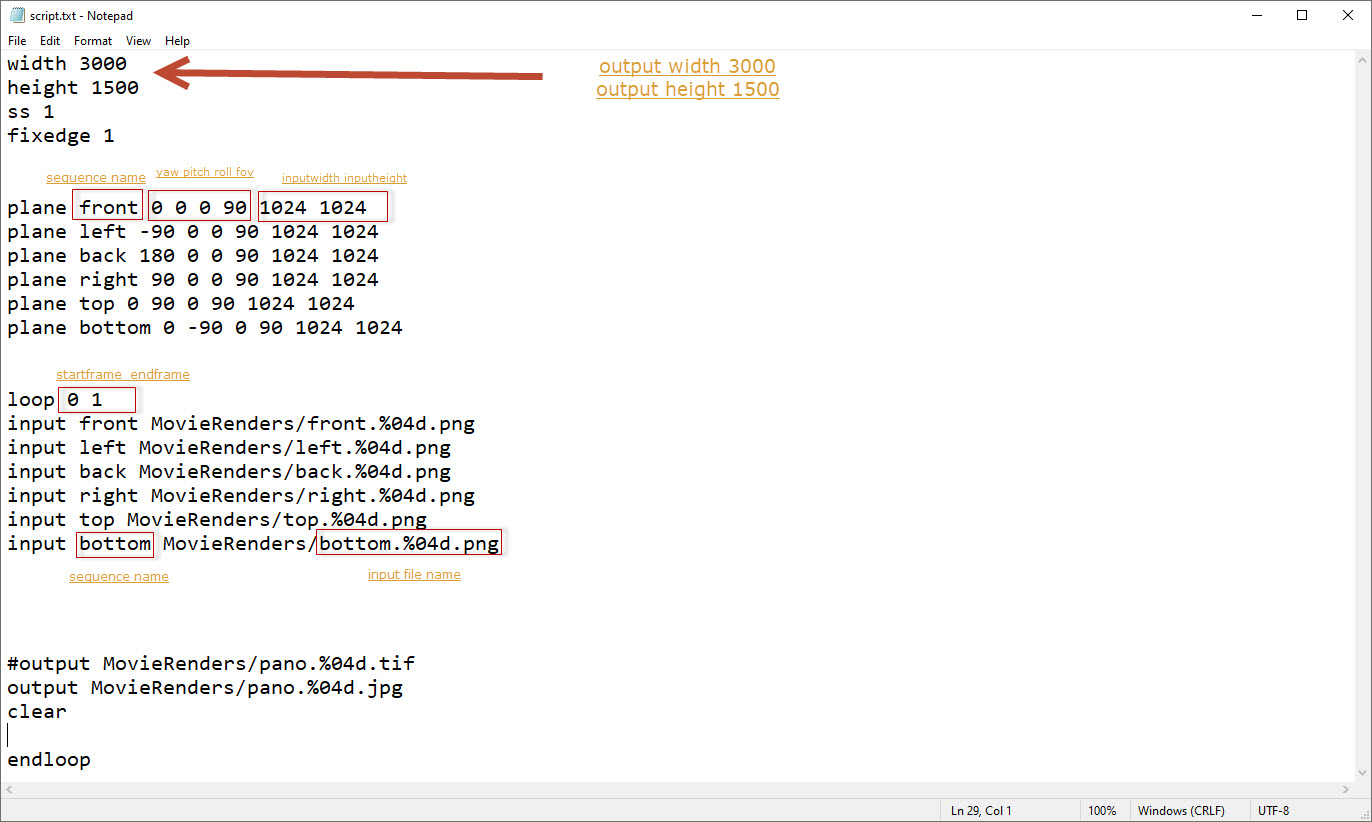 script.txt - Notepad
File Edit Format View Help
width 3000
output width 3000
height 1500
output height 1500
ss 1
fixedge 1
sequence name yaw pitch roll fov inputwidth inputheight
plane front 0 0 0 90 1024 1024
plane left -90 0 0 90 1024 1024
plane back 180 0 0 90 1024 1024
plane right 90 0 0 90 1024 1024
plane top 0 90 0 90 1024 1024
plane bottom 0 -90 0 90 1024 1024
startframe endframe
loop 0 1
input front MovieRenders/front.%04d.png
input left MovieRenders/left.%04d.png
input back MovieRenders/back.%04d.png
input right MovieRenders/right.%04d.png
input top MovieRenders/top.%04d.png
input bottom MovieRenders/bottom.%04d.png
sequence name input file name
#output MovieRenders/pano.%04d.tif
output MovieRenders/pano.%04d.jpg
clear
endloop
Ln 29, Col 1 100% Windows (CRLF) UTF-8